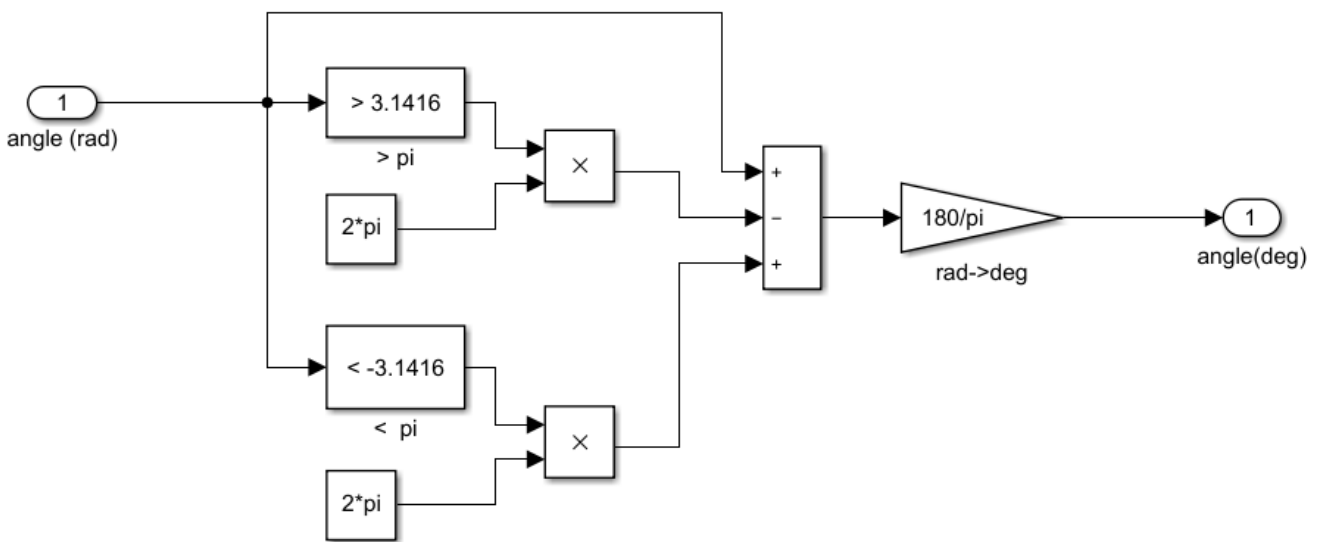 1
angle (rad)
> 3.1416
> pi
2*pi
×
< -3.1416
<  pi
2*pi
×
+
−
+
180/pi
rad->deg
1
angle(deg)